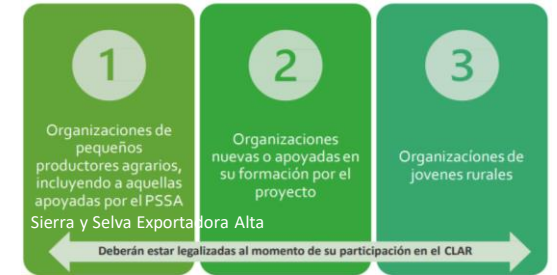 1
Organizaciones de
pequeños
productores agrarios,
incluyendo a aquellas
apoyadas por el PSSA
2
Organizaciones
nuevas o apoyadas en
su formación por el
proyecto
3
Organizaciones de
jovenes rurales
Sierra y Selva Exportadora Alta
Deberán estar legalizadas al momento de su participación en el CLAR